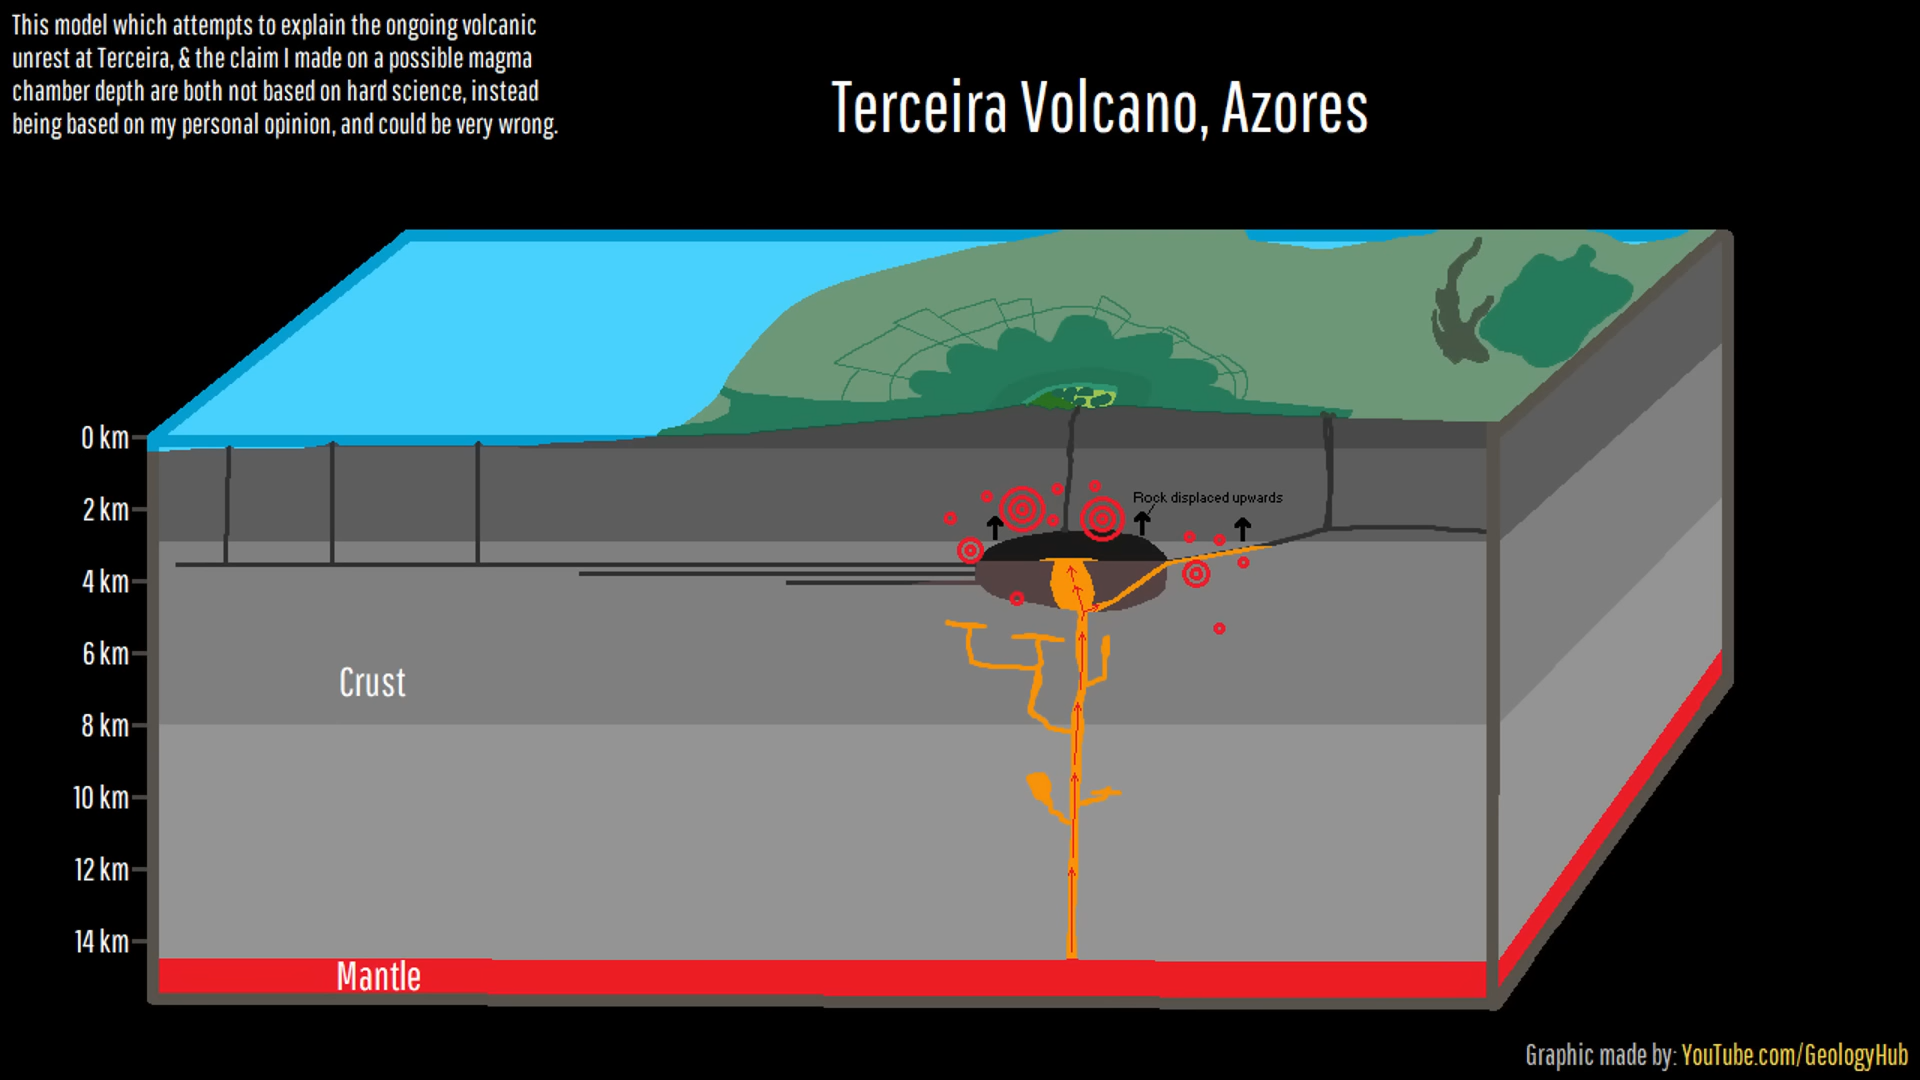 This model which attempts to explain the ongoing volcanic
unrest at Terceira, & the claim I made on a possible magma
chamber depth are both not based on hard science, instead
being based on my personal opinion, and could be very wrong.
Terceira Volcano, Azores
0 km
2 km
Rock displaced upwards
4 km
6 km
Crust
8 km
10 km
12 km
14 km
Mantle
Graphic made by: YouTube.com/GeologyHub